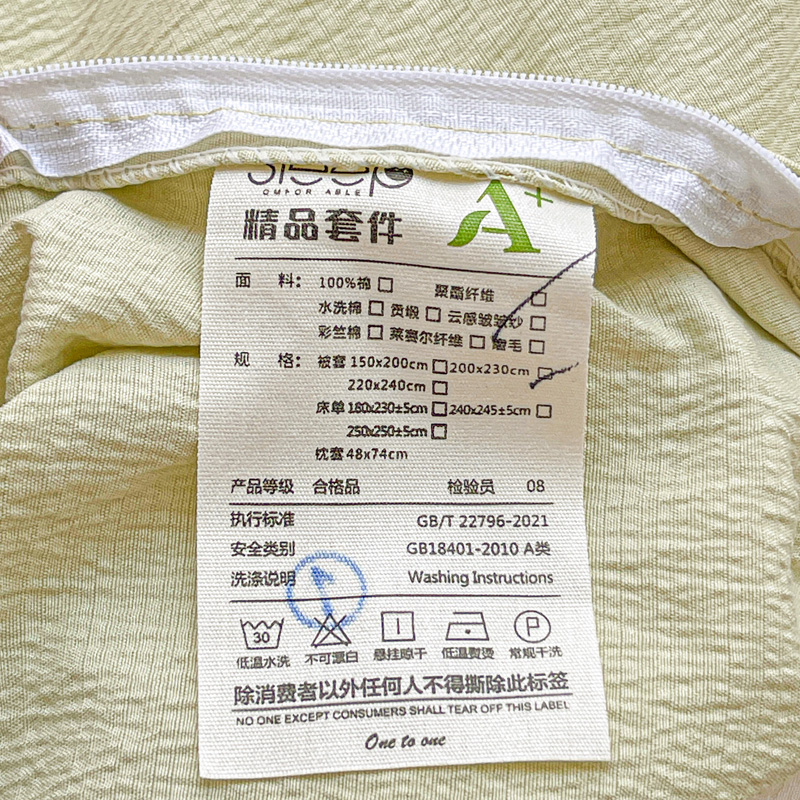 sleep
COMFORTABLE
精品套件 A+
面 料: 100%棉 □ 聚酯纤维 □
水洗棉 □ 贡缎 □ 云感皱皱纱 □
彩竺棉 □ 莱赛尔纤维 □ 磨毛 □
规 格: 被套 150x200cm □ 200x230cm □
220x240cm □
床单 180x230±5cm □ 240x245±5cm □
250x250±5cm □
枕套 48x74cm
产品等级 合格品 检验员 08
执行标准 GB/T 22796-2021
安全类别 GB18401-2010 A类
洗涤说明 Washing Instructions
30 P
低温水洗 不可漂白 悬挂晾干 低温熨烫 常规干洗
除消费者以外任何人不得撕除此标签
NO ONE EXCEPT CONSUMERS SHALL TEAR OFF THIS LABEL
One to one